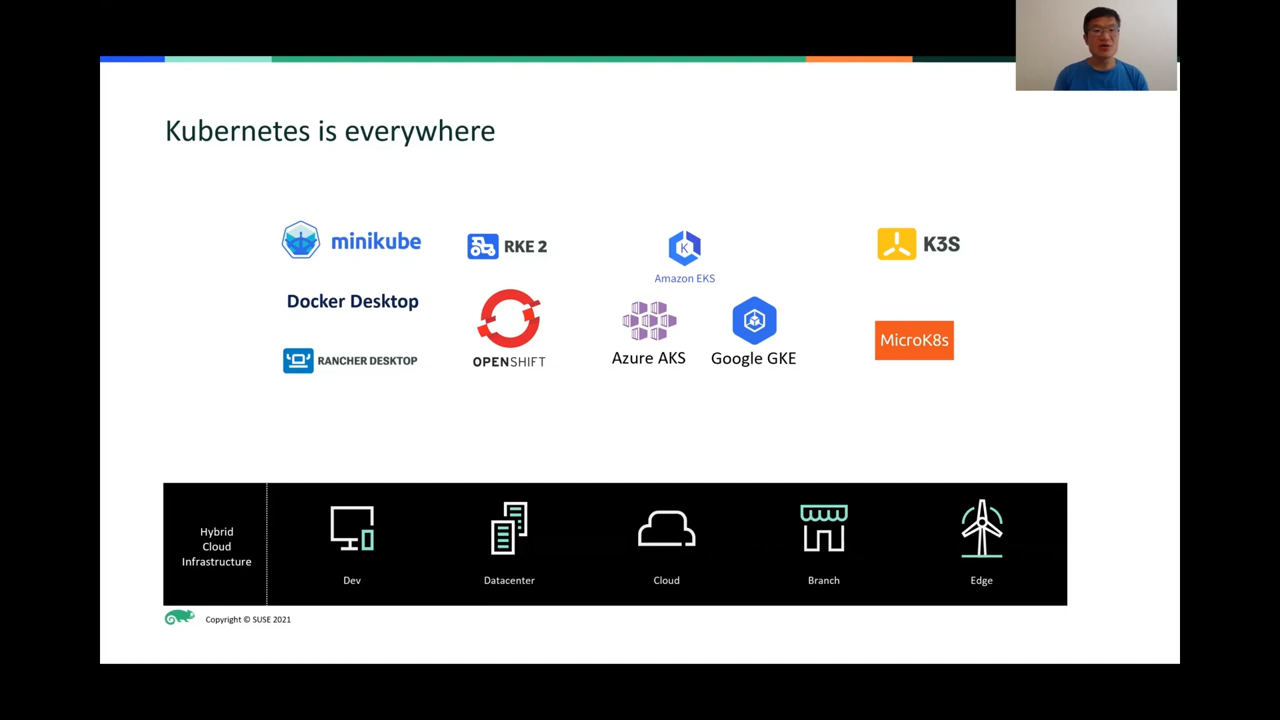 Kubernetes is everywhere
minikube
RKE 2
K
Amazon EKS
K3S
Docker Desktop
OPENSHIFT
Azure AKS
Google GKE
MicroK8s
RANCHER DESKTOP
Hybrid
Cloud
Infrastructure
Dev
Datacenter
Cloud
Branch
Edge
Copyright © SUSE 2021